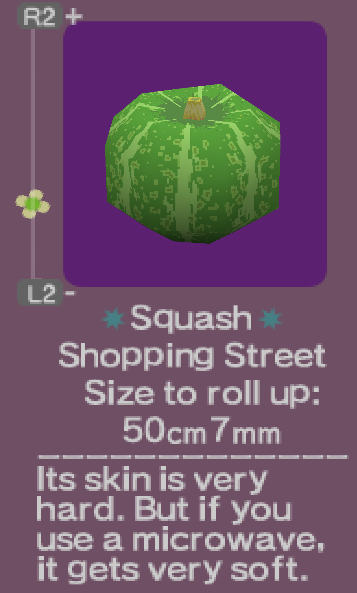 R2 +
L2 -
Squash
Shopping Street
Size to roll up:
50cm7mm
Its skin is very
hard. But if you
use a microwave,
it gets very soft.